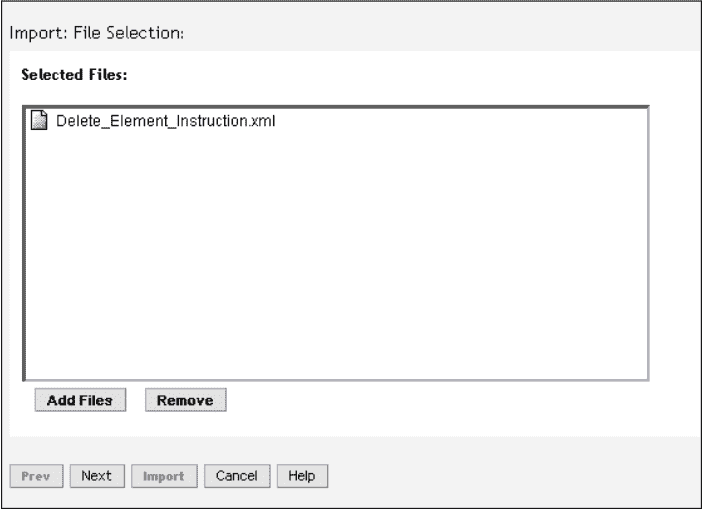 Import: File Selection:
Selected Files:
Delete_Element_Instruction.xml
Add Files Remove
Prev Next Import Cancel Help